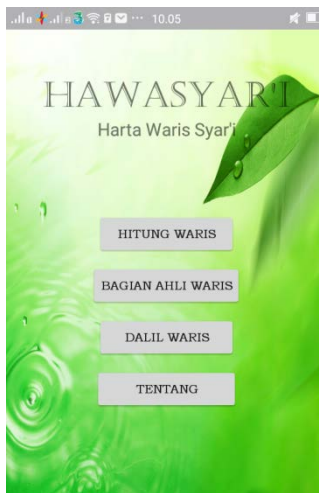 10.05
HAWASYAR'I
Harta Waris Syar'i
HITUNG WARIS
BAGIAN AHLI WARIS
DALIL WARIS
TENTANG